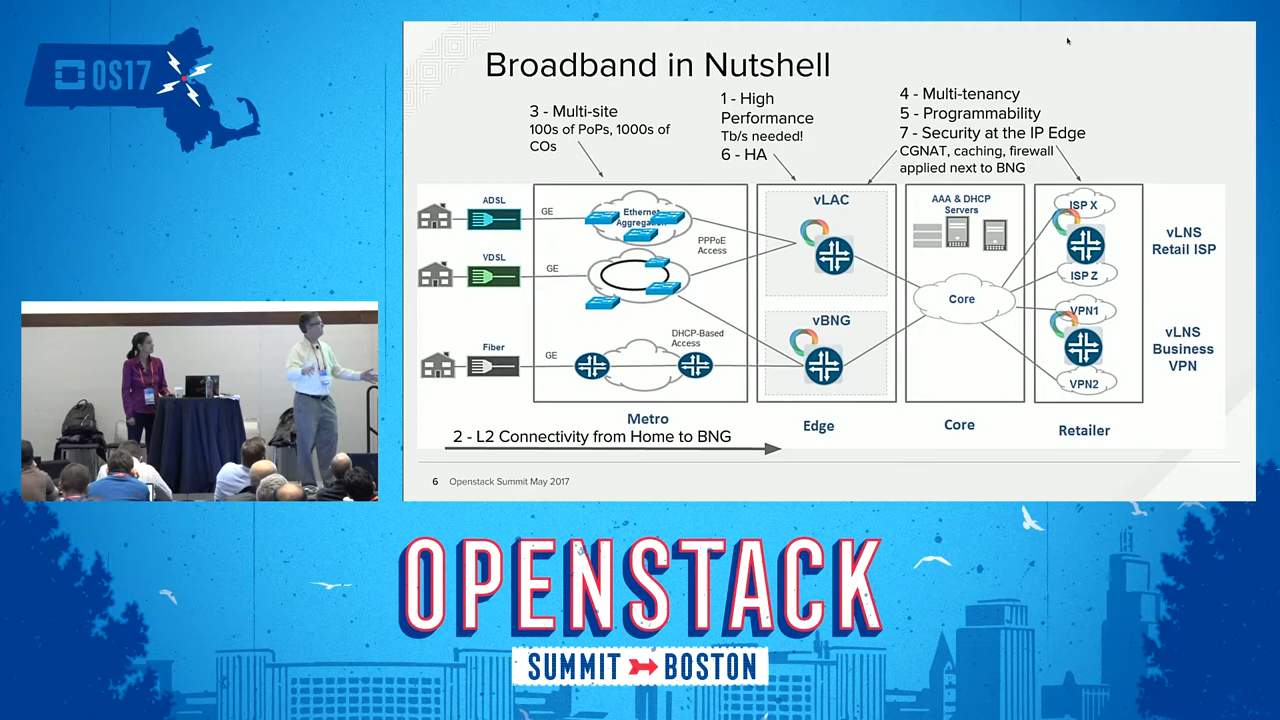 OS17
Broadband in Nutshell
3 - Multi-site
100s of PoPs, 1000s of
COs
1 - High
Performance
Tb/s needed!
6 - HA
4 - Multi-tenancy
5 - Programmability
7 - Security at the IP Edge
CGNAT, caching, firewall
applied next to BNG
ADSL
GE
Ethernet
Aggregation
PPPoE
Access
VDSL
GE
Fiber
GE
DHCP-Based
Access
vLAC
vBNG
AAA & DHCP
Servers
Core
ISP X
ISP Z
VPN1
VPN2
vLNS
Retail ISP
vLNS
Business
VPN
Metro
Edge
Core
Retailer
2 - L2 Connectivity from Home to BNG
6 Openstack Summit May 2017
OPENSTACK
SUMMIT BOSTON